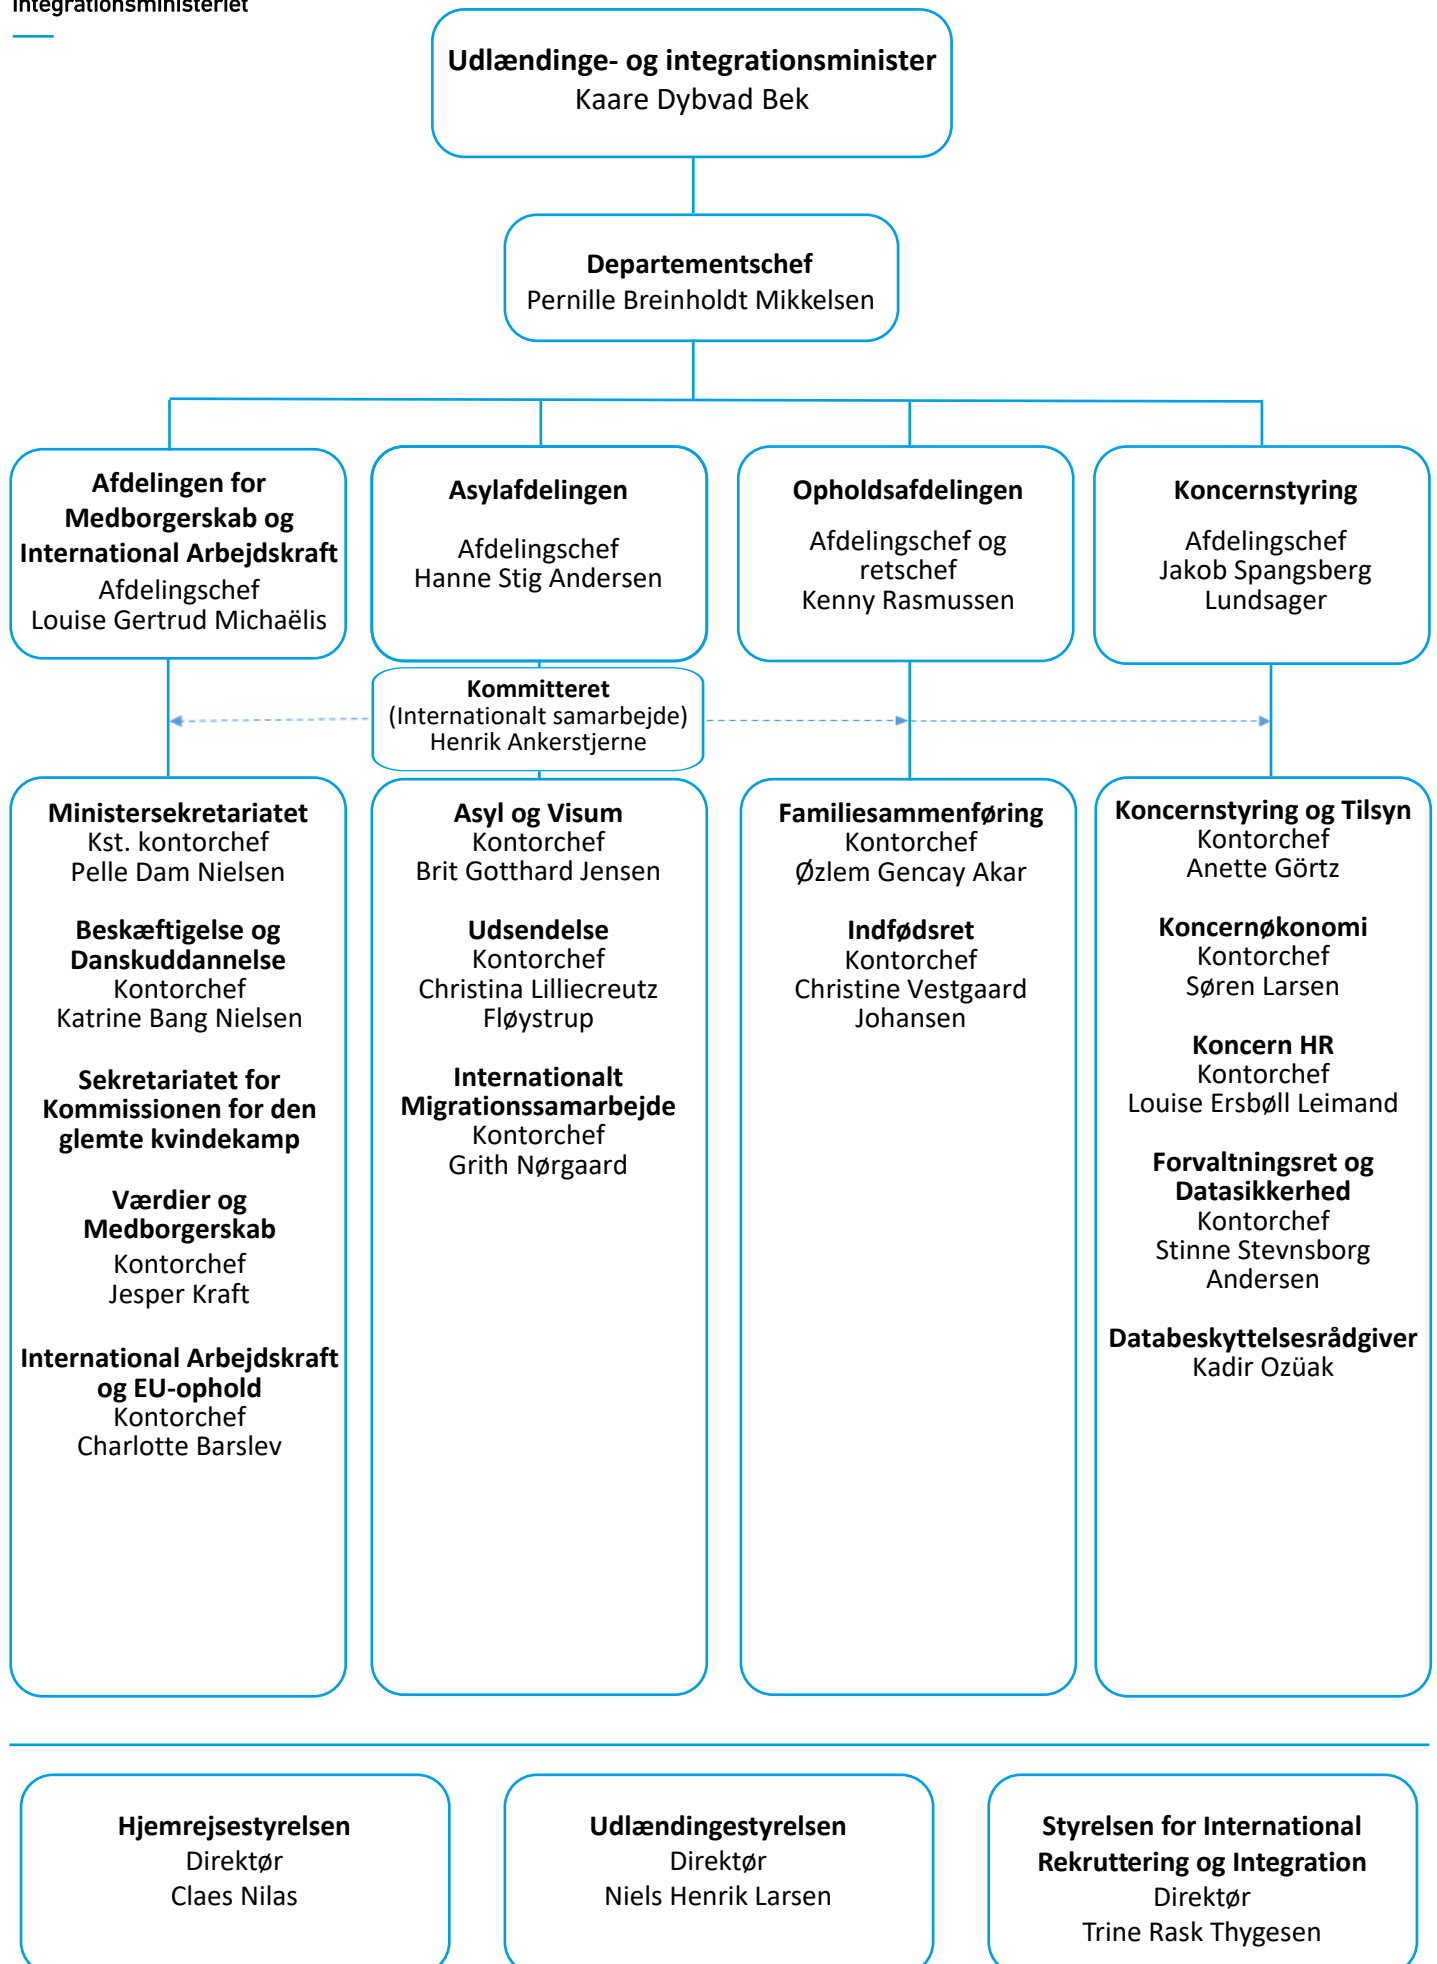 Integrationsministeriet
Udlændinge- og integrationsminister
Kaare Dybvad Bek
Departementschef
Pernille Breinholdt Mikkelsen
Afdelingen for
Medborgerskab og
International Arbejdskraft
Afdelingschef
Louise Gertrud Michaëlis
Asylafdelingen
Afdelingschef
Hanne Stig Andersen
Opholdsafdelingen
Afdelingschef og
retschef
Kenny Rasmussen
Koncernstyring
Afdelingschef
Jakob Spangsberg
Lundsager
Kommitteret
(Internationalt samarbejde)
Henrik Ankerstjerne
Ministersekretariatet
Kst. kontorchef
Pelle Dam Nielsen
Beskæftigelse og
Danskuddannelse
Kontorchef
Katrine Bang Nielsen
Sekretariatet for
Kommissionen for den
glemte kvindekamp
Værdier og
Medborgerskab
Kontorchef
Jesper Kraft
International Arbejdskraft
og EU-ophold
Kontorchef
Charlotte Barslev
Asyl og Visum
Kontorchef
Brit Gotthard Jensen
Udsendelse
Kontorchef
Christina Lilliecreutz
Fløystrup
Internationalt
Migrationssamarbejde
Kontorchef
Grith Nørgaard
Familiesammenføring
Kontorchef
Øzlem Gencay Akar
Indfødsret
Kontorchef
Christine Vestgaard
Johansen
Koncernstyring og Tilsyn
Kontorchef
Anette Görtz
Koncernøkonomi
Kontorchef
Søren Larsen
Koncern HR
Kontorchef
Louise Ersbøll Leimand
Forvaltningsret og
Datasikkerhed
Kontorchef
Stinne Stevnsborg
Andersen
Databeskyttelsesrådgiver
Kadir Ozüak
Hjemrejsestyrelsen
Direktør
Claes Nilas
Udlændingestyrelsen
Direktør
Niels Henrik Larsen
Styrelsen for International
Rekruttering og Integration
Direktør
Trine Rask Thygesen